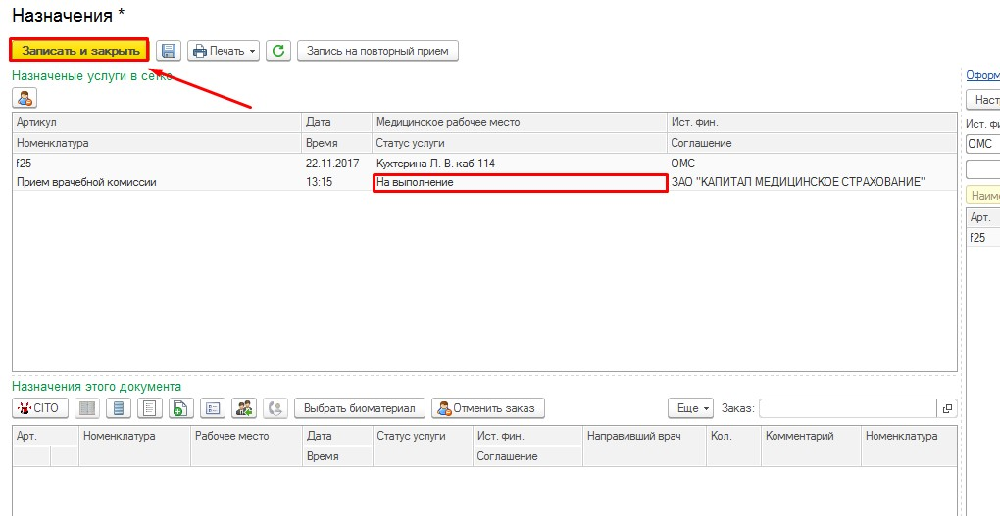 Назначения *
Записать и закрыть Печать Запись на повторный прием
Назначеные услуги в сетке
Оформ
Наст
Артикул Дата Медицинское рабочее место Ист. фин.
Номенклатура Время Статус услуги Соглашение
Ист. фи
ОМС
f25 22.11.2017 Кухтерина Л. В. каб 114 ОМС
Прием врачебной комиссии 13:15 На выполнение ЗАО "КАПИТАЛ МЕДИЦИНСКОЕ СТРАХОВАНИЕ"
Наиме
Арт.
f25
Назначения этого документа
CITO Выбрать биоматериал Отменить заказ Еще Заказ:
Арт. Номенклатура Рабочее место Дата Статус услуги Ист. фин. Направивший врач Кол. Комментарий Номенклатура
Время Соглашение